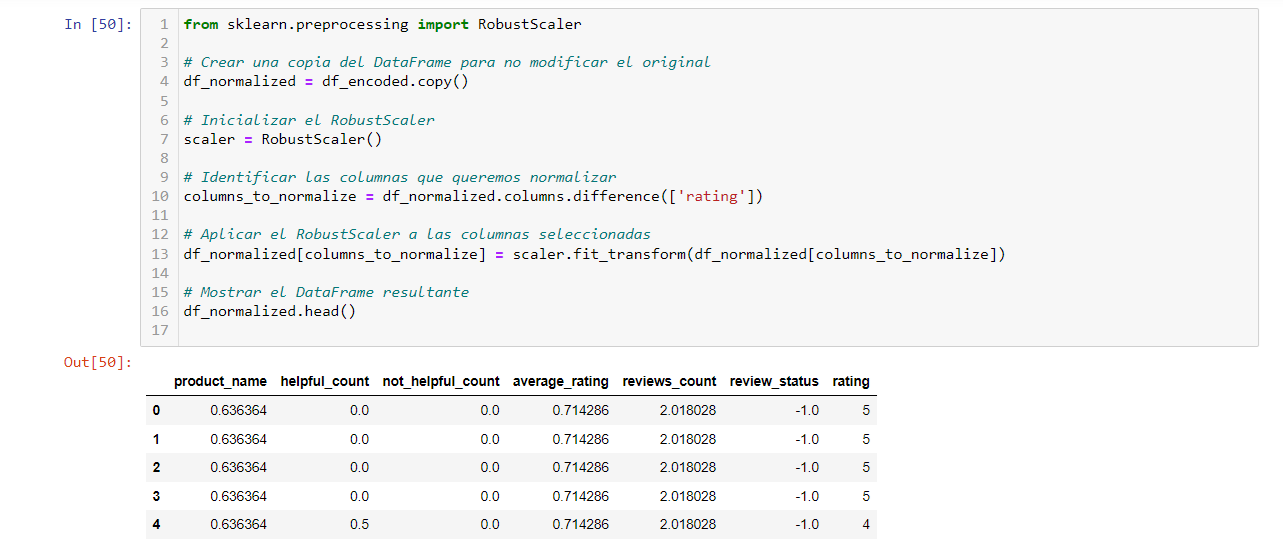 In [50]:
1 from sklearn.preprocessing import RobustScaler
2
3 # Crear una copia del DataFrame para no modificar el original
4 df_normalized = df_encoded.copy()
5
6 # Inicializar el RobustScaler
7 scaler = RobustScaler()
8
9 # Identificar las columnas que queremos normalizar
10 columns_to_normalize = df_normalized.columns.difference(['rating'])
11
12 # Aplicar el RobustScaler a las columnas seleccionadas
13 df_normalized[columns_to_normalize] = scaler.fit_transform(df_normalized[columns_to_normalize])
14
15 # Mostrar el DataFrame resultante
16 df_normalized.head()
17
Out[50]:
product_name helpful_count not_helpful_count average_rating reviews_count review_status rating
0 0.636364 0.0 0.0 0.714286 2.018028 -1.0 5
1 0.636364 0.0 0.0 0.714286 2.018028 -1.0 5
2 0.636364 0.0 0.0 0.714286 2.018028 -1.0 5
3 0.636364 0.0 0.0 0.714286 2.018028 -1.0 5
4 0.636364 0.5 0.0 0.714286 2.018028 -1.0 4